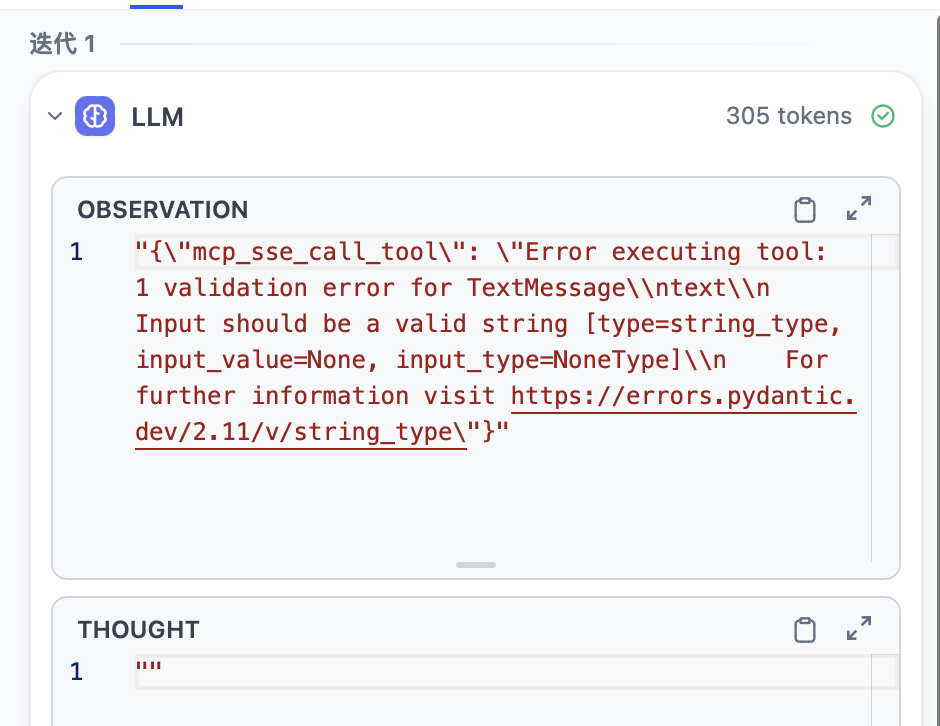 迭代 1
LLM
305 tokens
OBSERVATION
1
"{\"mcp_sse_call_tool\": \"Error executing tool:
1 validation error for TextMessage\\ntext\\n
Input should be a valid string [type=string_type,
input_value=None, input_type=NoneType]\\n    For
further information visit https://errors.pydantic.
dev/2.11/v/string_type\"}"
THOUGHT
1
""